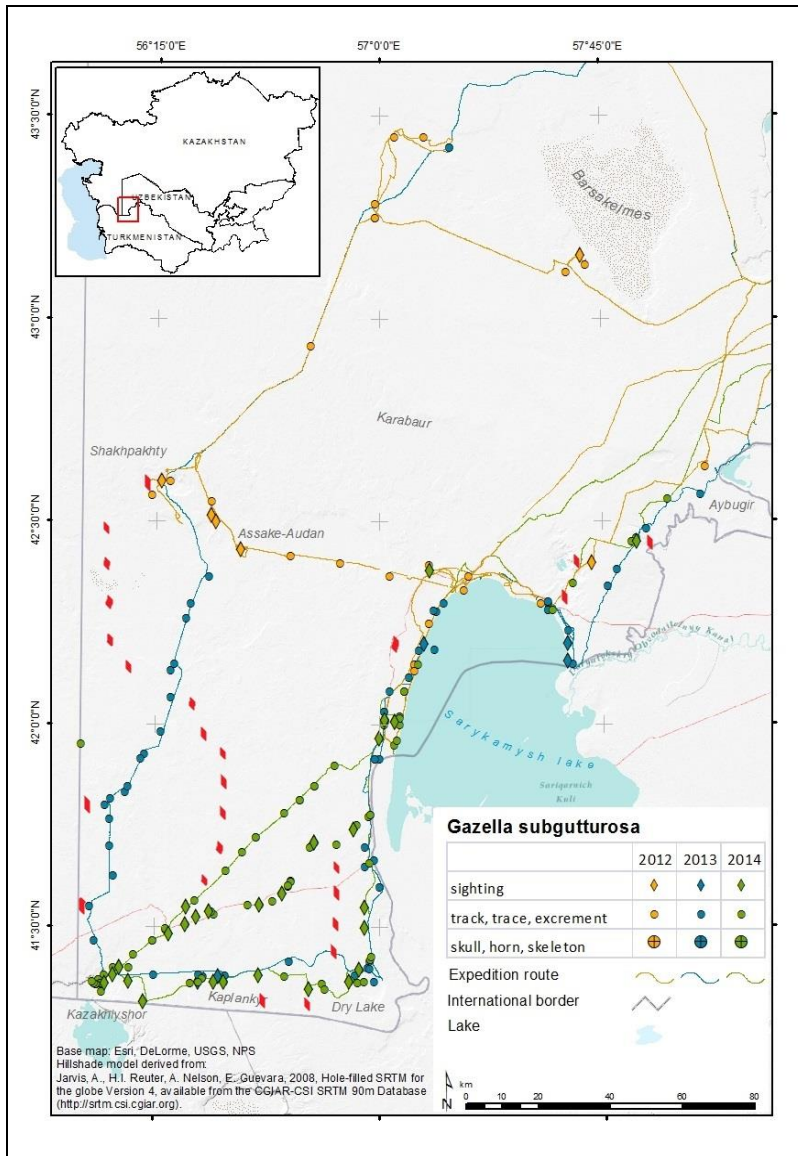 56°15'0"E 57°0'0"E 57°45'0"E
43°30'0"N
43°0'0"N
42°30'0"N
42°0'0"N
41°30'0"N
KAZAKHSTAN
UZBEKISTAN
TURKMENISTAN
Barsakelmes
Karabaur
Shakhpakhty
Assake-Audan
Aybugir
Sarykamysh lake
Sariqamich
Kuli
Kazakhlyshor
Kaplankyr
Dry Lake
Gazella subgutturosa
2012 2013 2014
sighting
track, trace, excrement
skull, horn, skeleton
Expedition route
International border
Lake
N
km
0 10 20 40 60 80
Base map: Esri, DeLorme, USGS, NPS
Hillshade model derived from:
Jarvis, A., H.I. Reuter, A. Nelson, E. Guevara, 2008, Hole-filled SRTM for
the globe Version 4, available from the CGIAR-CSI SRTM 90m Database
(http://srtm.csi.cgiar.org).